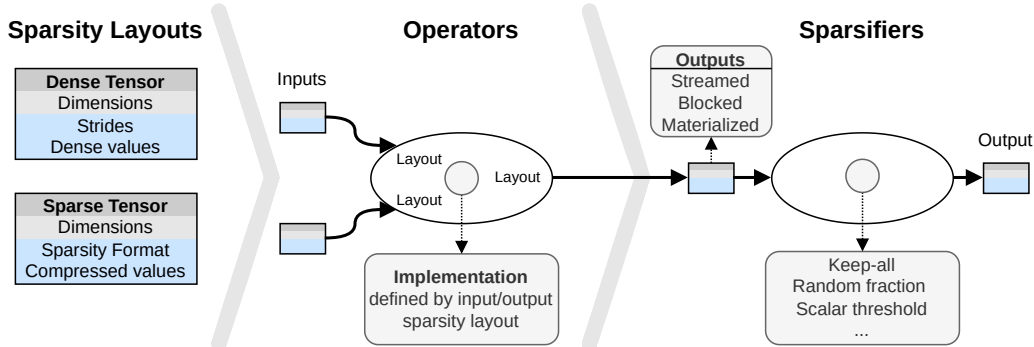 Sparsity Layouts
Dense Tensor
Dimensions
Strides
Dense values
Sparse Tensor
Dimensions
Sparsity Format
Compressed values
Operators
Inputs
Layout
Layout
Layout
Implementation
defined by input/output
sparsity layout
Sparsifiers
Outputs
Streamed
Blocked
Materialized
Output
Keep-all
Random fraction
Scalar threshold
...